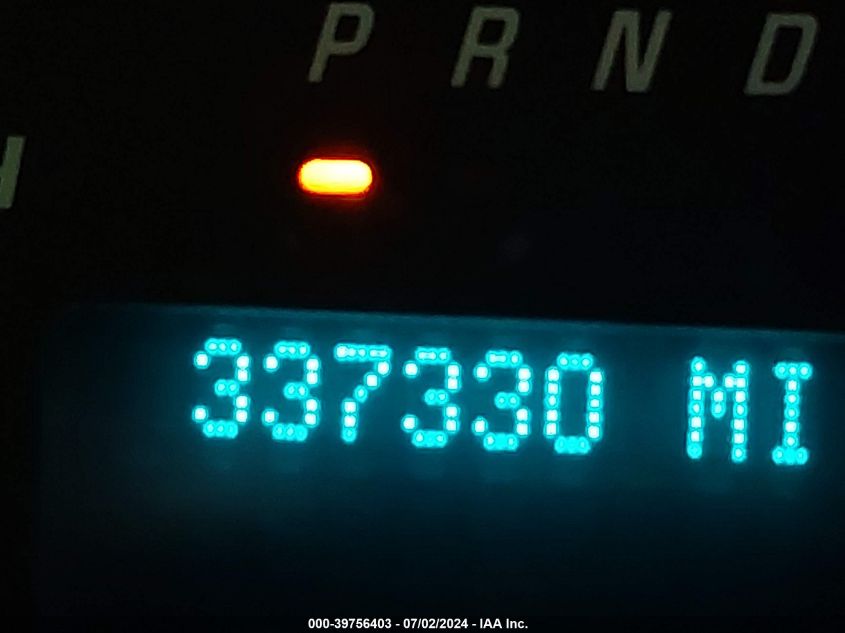 P R N D
H
337330 MI
000-39756403 - 07/02/2024 - IAA Inc.